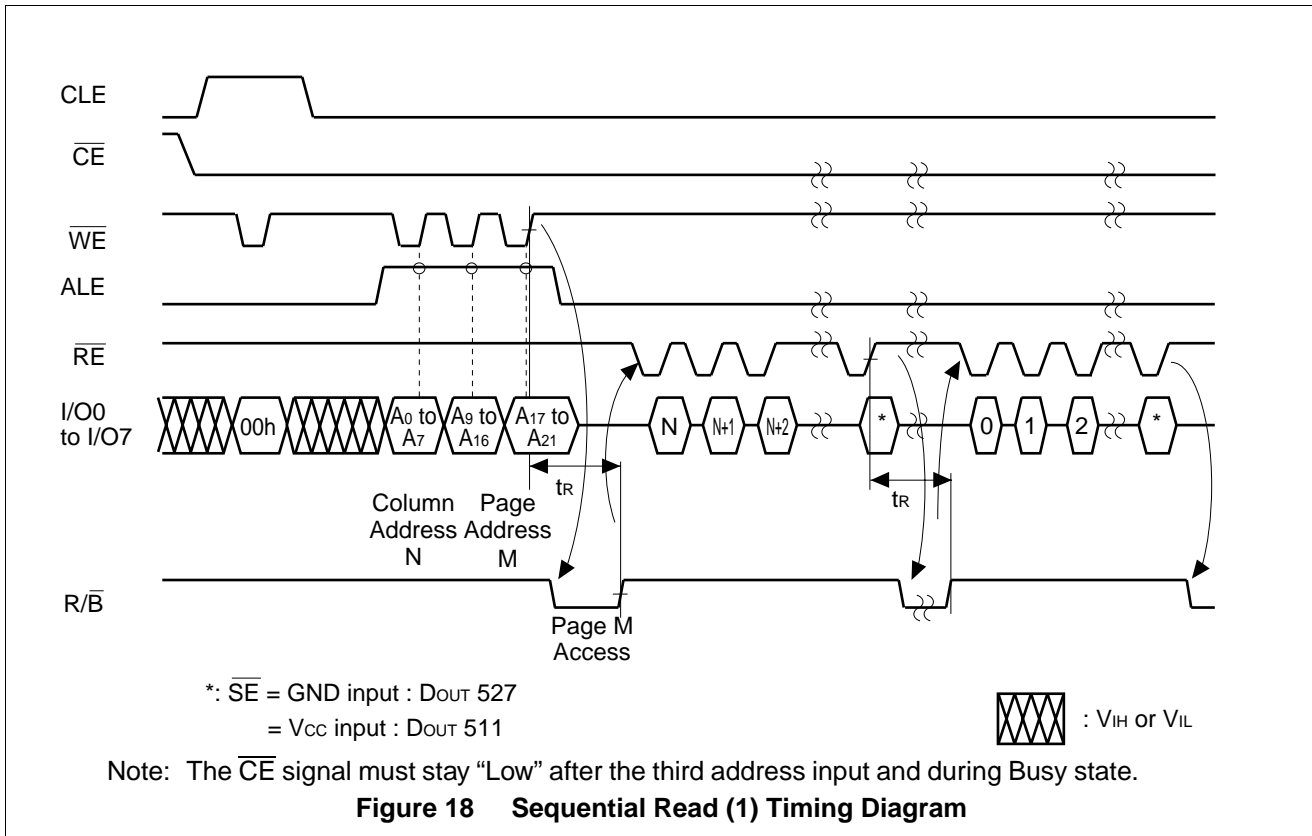 CLE
CE
WE
ALE
RE
I/O0
to I/O7
00h
A0 to
A7
A9 to
A16
A17 to
A21
N
N+1
N+2
*
0
1
2
*
tR
tR
Column
Address
N
Page
Address
M
R/B
Page M
Access
*: SE = GND input : DOUT 527
= VCC input : DOUT 511
: VIH or VIL
Note: The CE signal must stay “Low” after the third address input and during Busy state.
Figure 18 Sequential Read (1) Timing Diagram